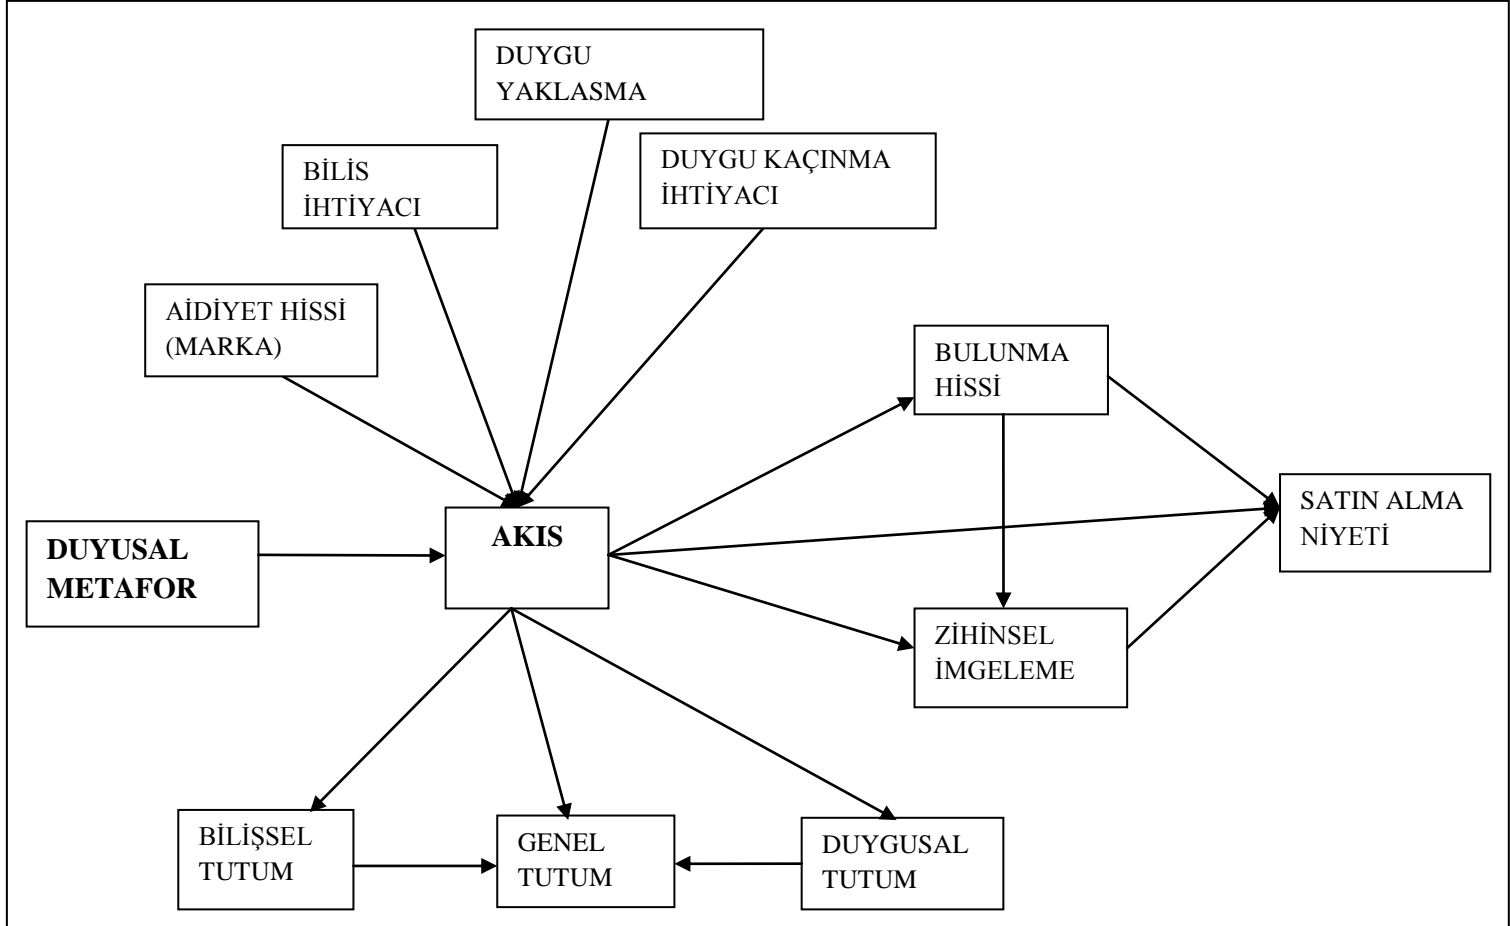 DUYGU
YAKLASMA
DUYGU KAÇINMA
İHTİYACI
BİLİS
İHTİYACI
AİDİYET HİSSİ
(MARKA)
BULUNMA
HİSSİ
SATIN ALMA
NİYETİ
AKIS
DUYUSAL
METAFOR
ZİHİNSEL
İMGELEME
BİLİŞSEL
TUTUM
GENEL
TUTUM
DUYGUSAL
TUTUM